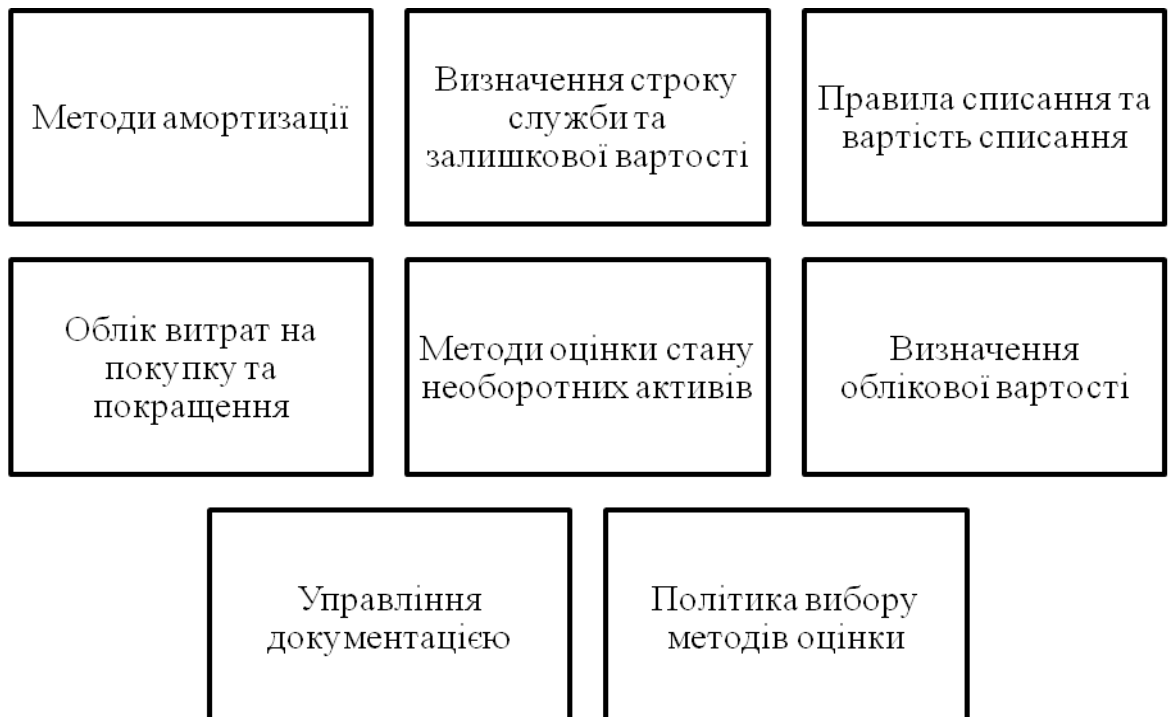 Методи амортизації
Визначення строку
служби та
залишкової вартості
Правила списання та
вартість списання
Облік витрат на
покупку та
покращення
Методи оцінки стану
необоротних активів
Визначення
облікової вартості
Управління
документацією
Політика вибору
методів оцінки